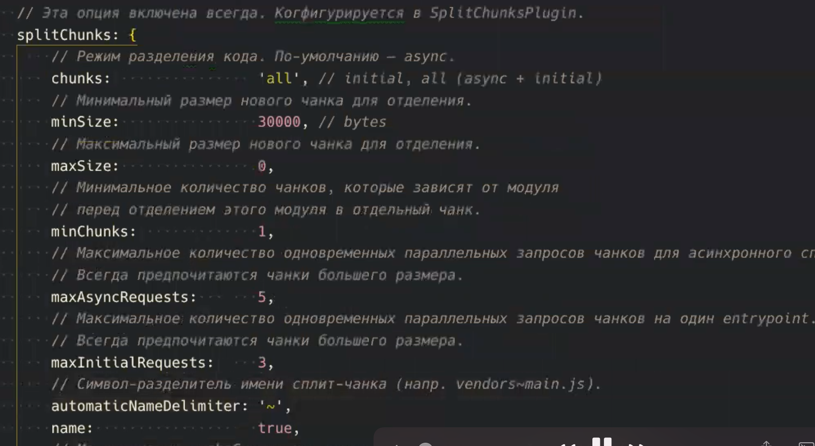 // Эта опция включена всегда. Когфигурируется в SplitChunksPlugin.
splitChunks: {
// Режим разделения кода. По-умолчанию — async.
chunks: 'all', // initial, all (async + initial)
// Минимальный размер нового чанка для отделения.
minSize: 30000, // bytes
// Максимальный размер нового чанка для отделения.
maxSize: 0,
// Минимальное количество чанков, которые зависят от модуля
// перед отделением этого модуля в отдельный чанк.
minChunks: 1,
// Максимальное количество одновременных параллельных запросов чанков для асинхронного
// Всегда предпочитаются чанки большего размера.
maxAsyncRequests: 5,
// Максимальное количество одновременных параллельных запросов чанков на один entrypoint.
// Всегда предпочитаются чанки большего размера.
maxInitialRequests: 3,
// Символ-разделитель имени сплит-чанка (напр. vendors~main.js).
automaticNameDelimiter: '~',
name: true,